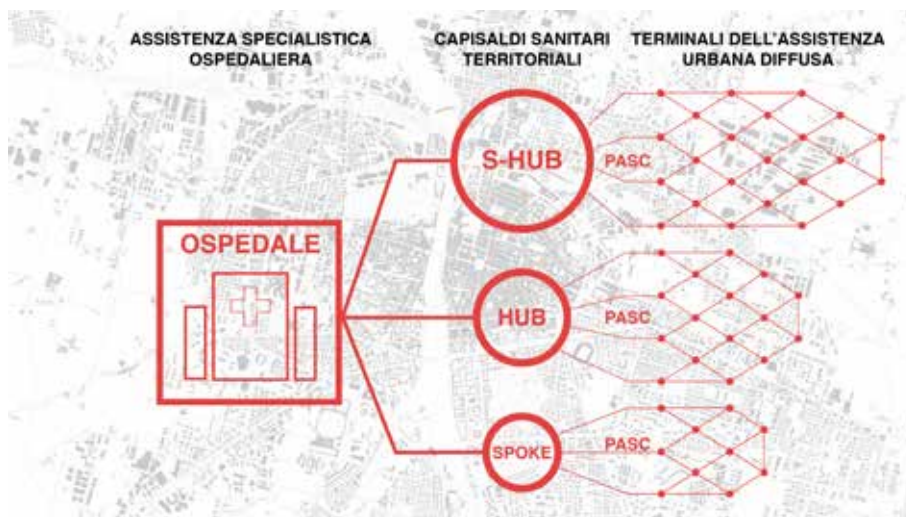 ASSISTENZA SPECIALISTICA
OSPEDALIERA
CAPISALDI SANITARI
TERRITORIALI
TERMINALI DELL'ASSISTENZA
URBANA DIFFUSA
OSPEDALE
S-HUB
PASC
HUB
PASC
SPOKE
PASC